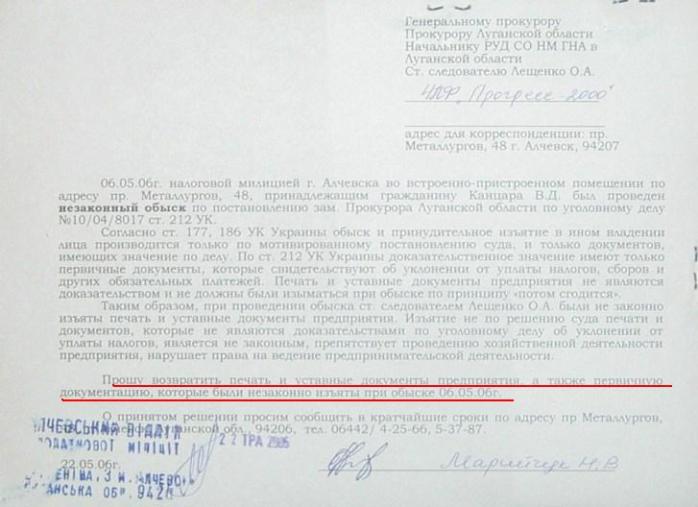 Генеральному прокурору
Прокурору Луганской области
Начальнику РУД СО НМ ГНА в
Луганской области
Ст. следователю Лещенко О.А.
ЧПФ „Прогресс-2000"
адрес для корреспонденции: пр.
Металлургов, 48 г. Алчевск, 94207
06.05.06г. налоговой милицией г. Алчевска во встроенно-пристроенном помещении по
адресу пр. Металлургов, 48, принадлежащим гражданину Канцара В.Д. был проведен
незаконный обыск по постановлению зам. Прокурора Луганской области по уголовному делу
№10/04/8017 ст. 212 УК.
Согласно ст. 177, 186 УК Украины обыск и принудительное изъятие в ином владении
лица производится только по мотивированному постановлению суда, и только документов,
имеющих значение по делу. По ст. 212 УК Украины доказательственное значение имеют только
первичные документы, которые свидетельствуют об уклонении от уплаты налогов, сборов и
других обязательных платежей. Печать и уставные документы предприятия не являются
доказательством и не должны были изыматься при обыске по принципу «потом сгодится».
Таким образом, при проведении обыска ст. следователем Лещенко О.А. были не законно
изъяты печать и уставные документы предприятия. Изъятие не по решению суда печати и
документов, которые не являются доказательствами по уголовному делу об уклонении от
уплаты налогов, является не законным, препятствует проведению хозяйственной деятельности
предприятия, нарушает права на ведение предпринимательской деятельности.
Прошу возвратить печать и уставные документы предприятия, а также первичную
документацию, которые были незаконно изъяты при обыске 06.05.06г.
О принятом решении просим сообщить в кратчайшие сроки по адресу пр. Металлургов,
обл., 94206, тел. 06442/ 4-25-66, 5-37-87.
ВІДДІЛ
ПОДАТКОВОЇ МІЛІЦІЇ
22 ТРА 2006
22.05.06г.
АНСЬКА ОБР. 9420